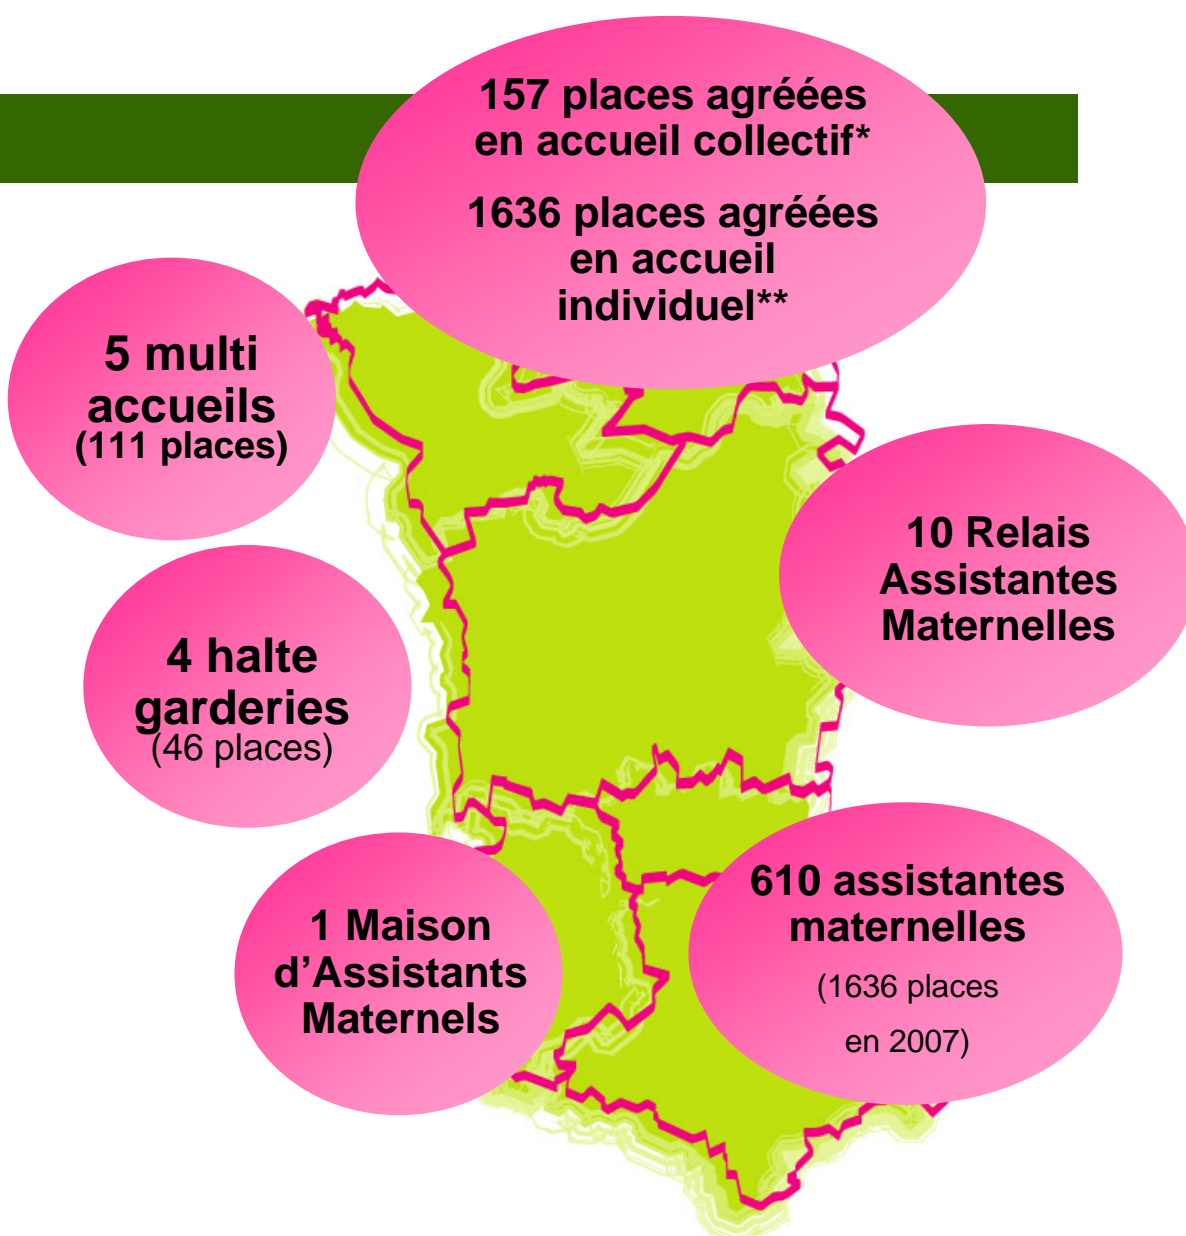 157 places agréées
en accueil collectif*
1636 places agréées
en accueil
individuel**
5 multi
accueils
(111 places)
10 Relais
Assistantes
Maternelles
4 halte
garderies
(46 places)
610 assistantes
maternelles
(1636 places
en 2007)
1 Maison
d’Assistants
Maternels